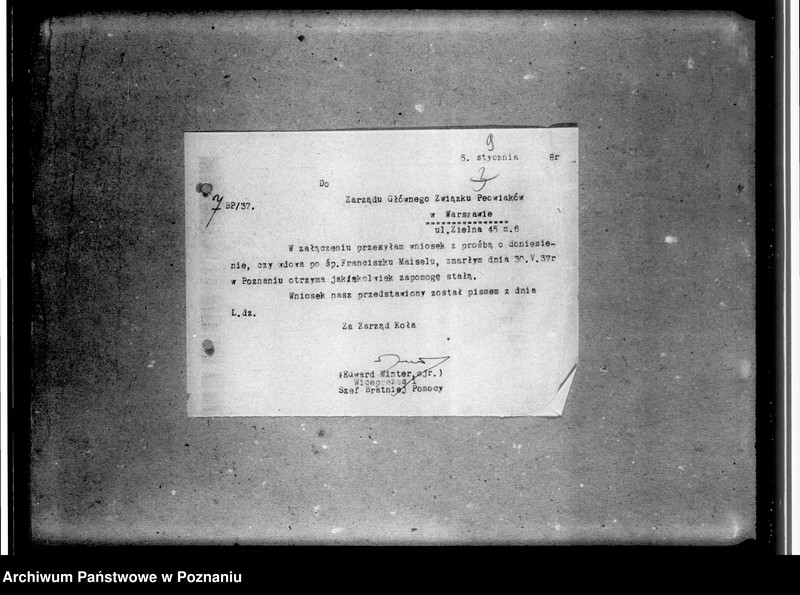 9
5. stycznia 8r
Do
Zarządu Głównego Związku Peowiaków
7 BP/37.
w Warszawie
ul.Zielna 45 m.6
W załączeniu przesyłam wniosek z prośbą o doniesie-
nie, czy wdowa po śp.Franciszku Maiselu, zmarłym dnia 30.V.37r
w Poznaniu otrzyma jakąkolwiek zapomogę stałą.
Wniosek nasz przedstawiony został pismem z dnia
L.dz.
Za Zarząd Koła
(Edward Winter, mjr.)
Wiceprezes i
Szef Bratniej Pomocy
Archiwum Państwowe w Poznaniu